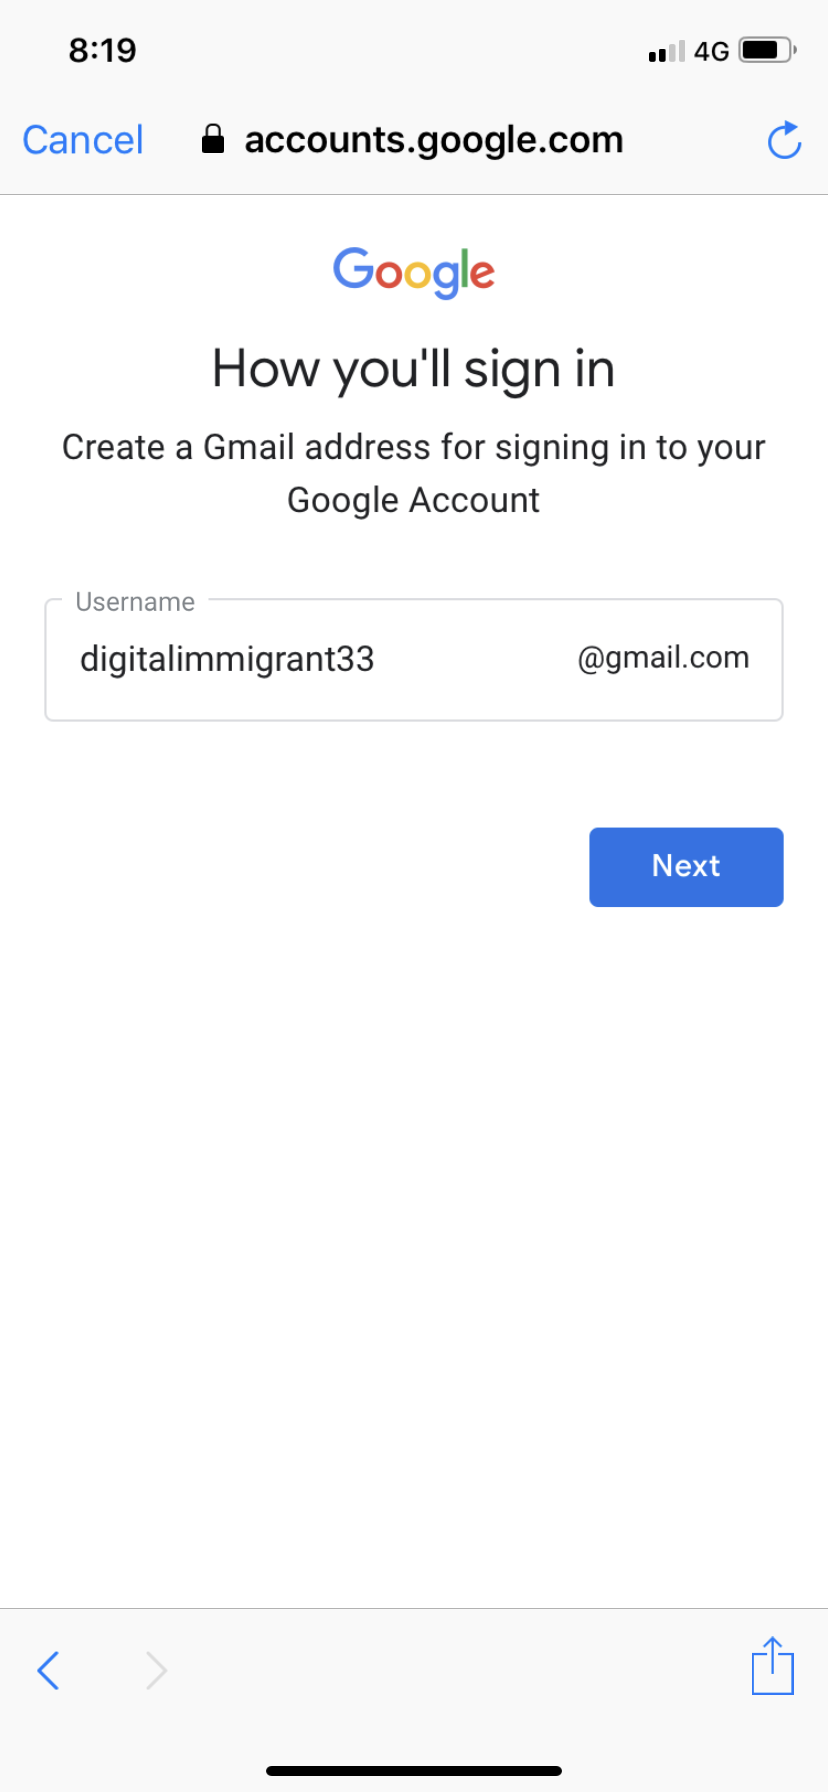 8:19
4G
Cancel
accounts.google.com
Google
How you'll sign in
Create a Gmail address for signing in to your
Google Account
Username
digitalimmigrant33
@gmail.com
Next